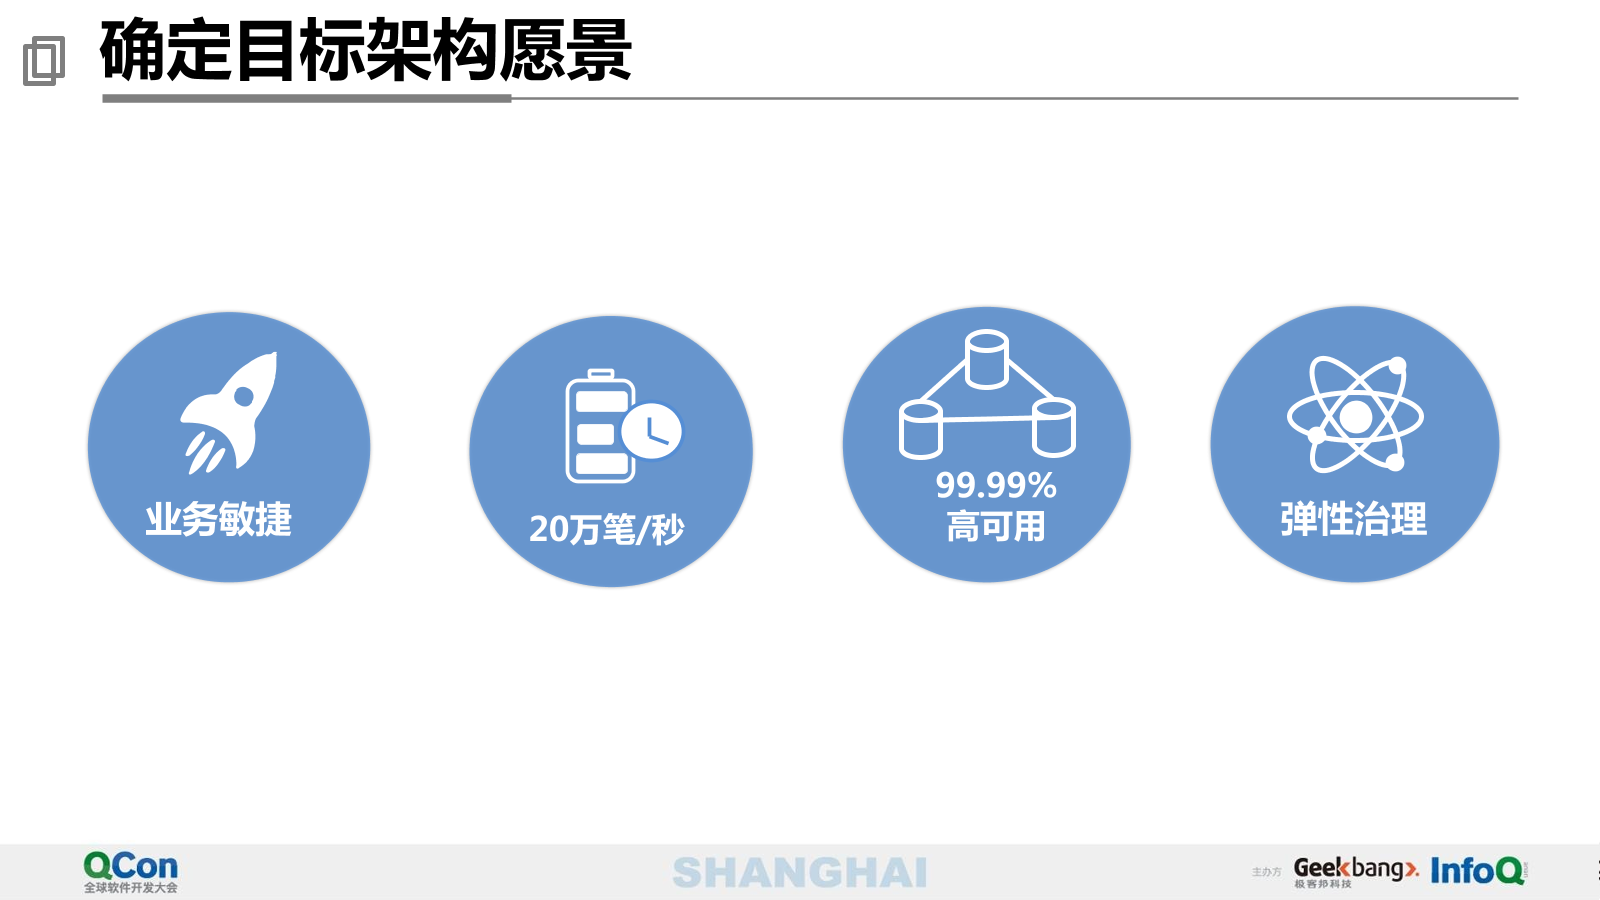 确定目标架构愿景
业务敏捷
20万笔/秒
99.99%
高可用
弹性治理
QCon
全球软件开发大会
SHANGHAI
主办方
Geekbang>.
极客邦科技
InfoQ